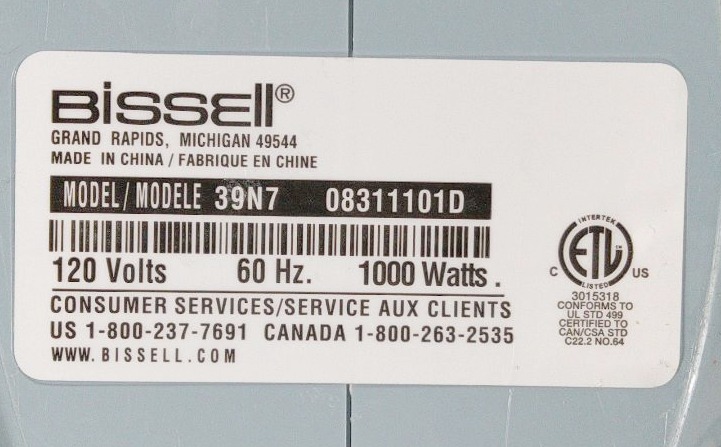 BISSELL®
GRAND RAPIDS, MICHIGAN 49544
MADE IN CHINA / FABRIQUE EN CHINE
MODEL/MODELE 39N7 08311101D
120 Volts 60 Hz. 1000 Watts.
CONSUMER SERVICES/SERVICE AUX CLIENTS
US 1-800-237-7691 CANADA 1-800-263-2535
WWW.BISSELL.COM
INTERTEK
ETL™
C US
LISTED
3015318
CONFORMS TO
UL STD 499
CERTIFIED TO
CAN/CSA STD
C22.2 NO.64